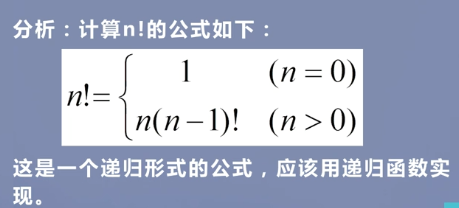 分析：计算n!的公式如下：
n!= { 1 (n = 0)
n(n − 1)! (n > 0)
这是一个递归形式的公式，应该用递归函数实
现。